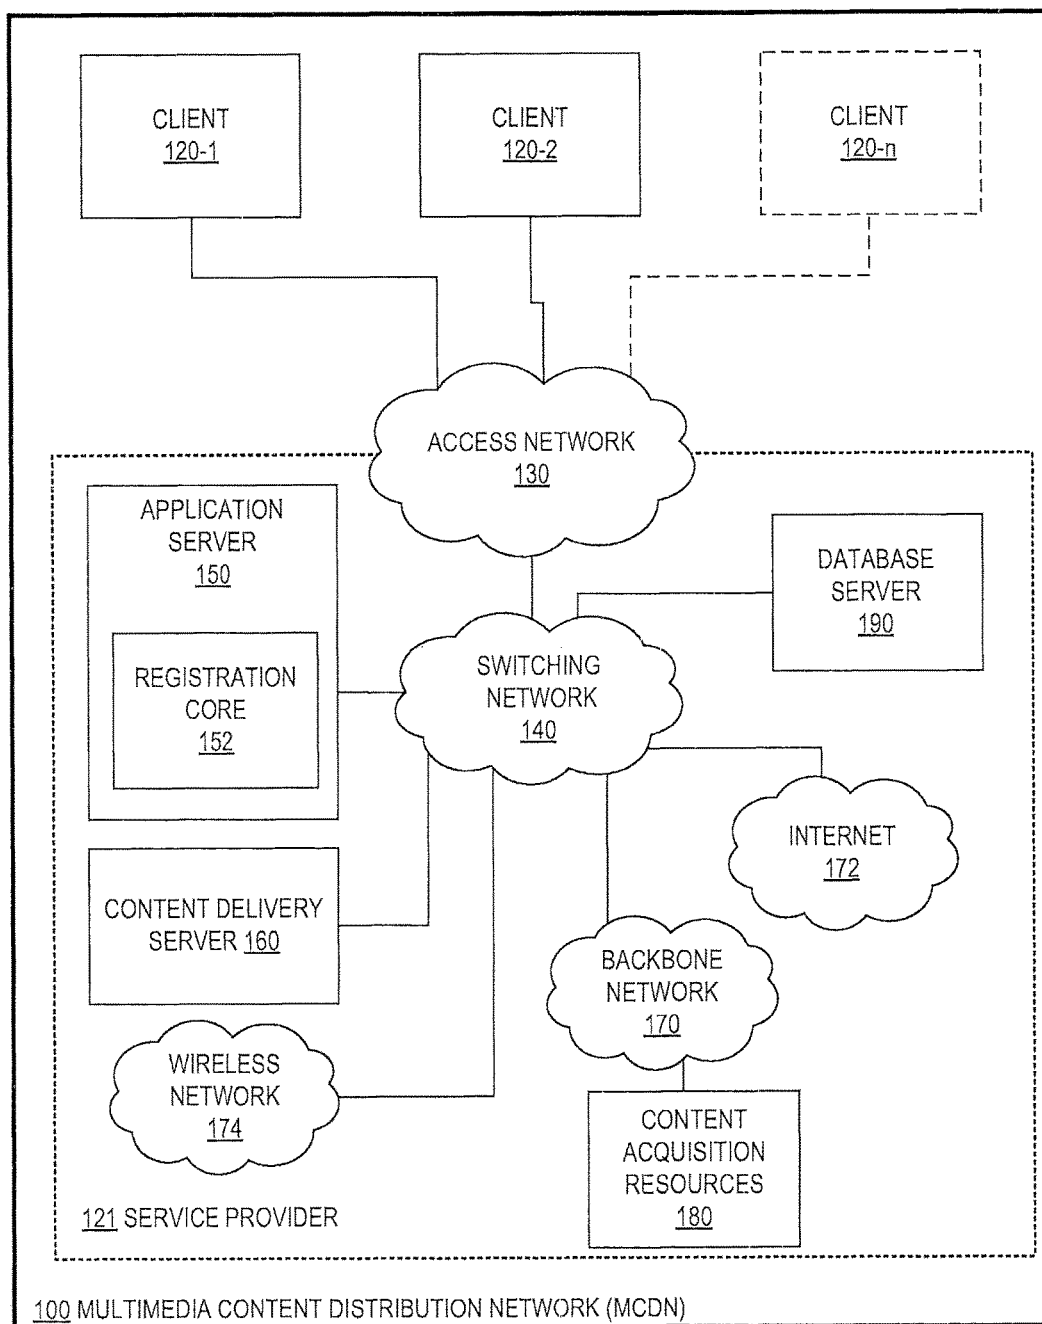 CLIENT
120-1
CLIENT
120-2
CLIENT
120-n
ACCESS NETWORK
130
APPLICATION
SERVER
150
REGISTRATION
CORE
152
DATABASE
SERVER
190
SWITCHING
NETWORK
140
INTERNET
172
CONTENT DELIVERY
SERVER 160
BACKBONE
NETWORK
170
WIRELESS
NETWORK
174
CONTENT
ACQUISITION
RESOURCES
180
121 SERVICE PROVIDER
100 MULTIMEDIA CONTENT DISTRIBUTION NETWORK (MCDN)